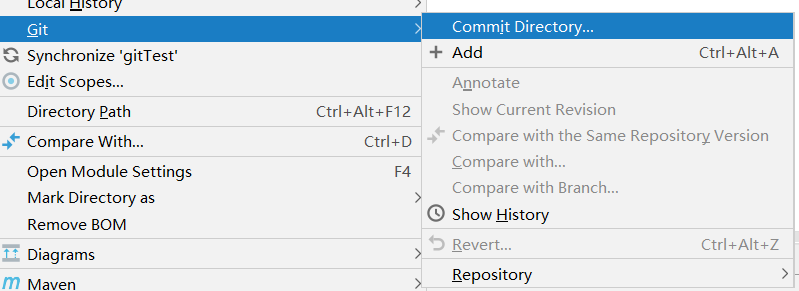 Local History
Git
Synchronize 'gitTest'
Edit Scopes...
Directory Path Ctrl+Alt+F12
Compare With... Ctrl+D
Open Module Settings F4
Mark Directory as
Remove BOM
Diagrams
Maven
Commit Directory...
Add Ctrl+Alt+A
Annotate
Show Current Revision
Compare with the Same Repository Version
Compare with...
Compare with Branch...
Show History
Revert... Ctrl+Alt+Z
Repository